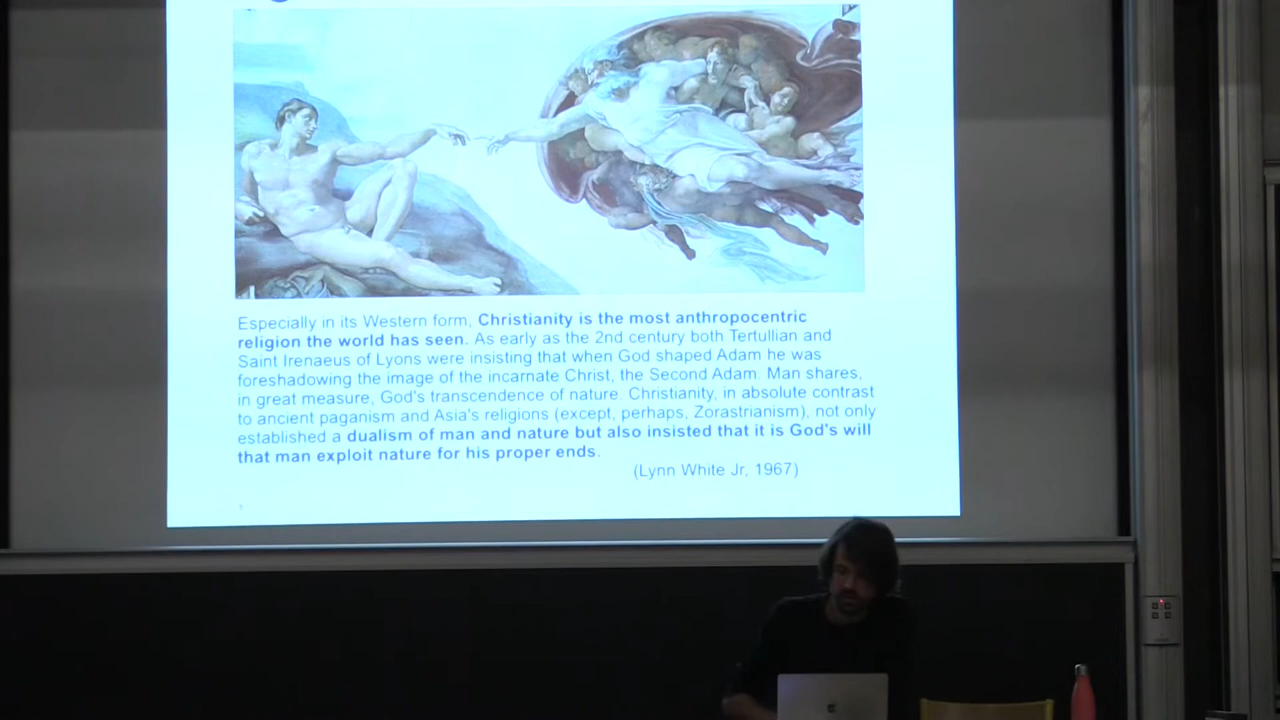 Especially in its Western form, Christianity is the most anthropocentric
religion the world has seen. As early as the 2nd century both Tertullian and
Saint Irenaeus of Lyons were insisting that when God shaped Adam he was
foreshadowing the image of the incarnate Christ, the Second Adam. Man shares,
in great measure, God's transcendence of nature. Christianity, in absolute contrast
to ancient paganism and Asia's religions (except, perhaps, Zorastrianism), not only
established a dualism of man and nature but also insisted that it is God's will
that man exploit nature for his proper ends.
(Lynn White Jr, 1967)